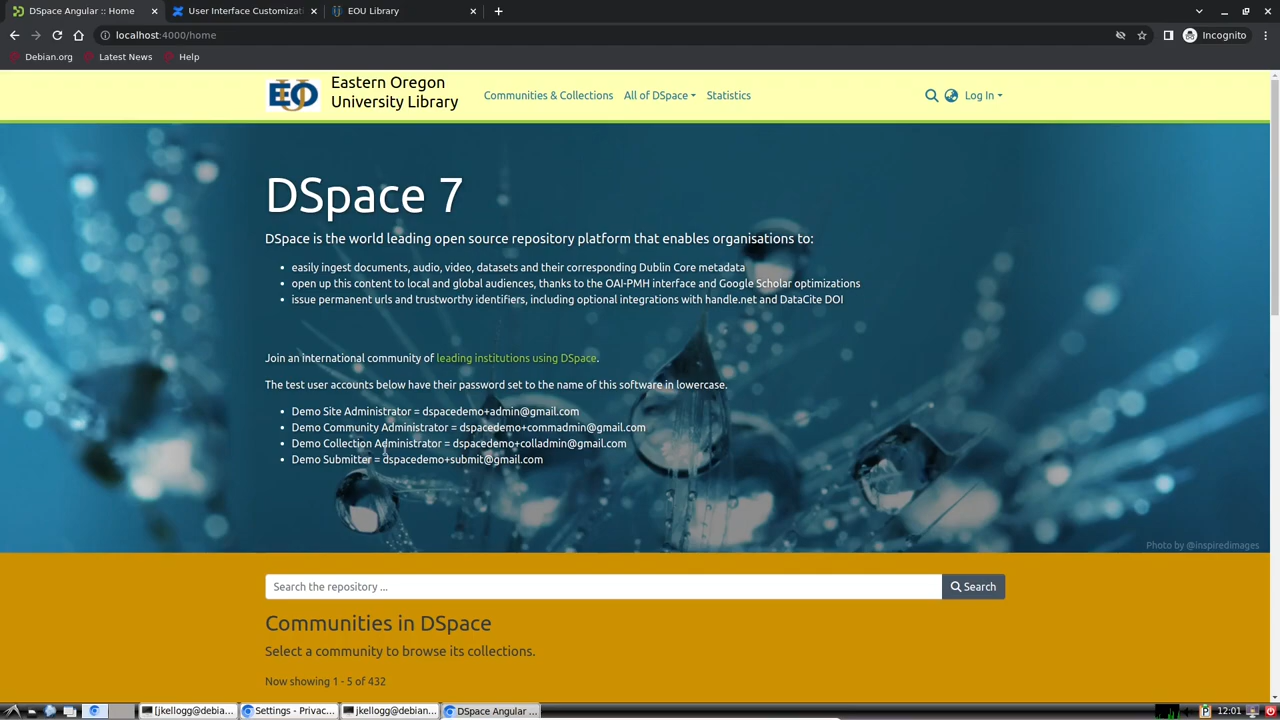 DSpace Angular :: Home
User Interface Customizati
EOU Library
localhost:4000/home
Incognito
Debian.org
Latest News
Help
EOU
Eastern Oregon
University Library
Communities & Collections
All of DSpace
Statistics
Log In
DSpace 7
DSpace is the world leading open source repository platform that enables organisations to:
easily ingest documents, audio, video, datasets and their corresponding Dublin Core metadata
open up this content to local and global audiences, thanks to the OAI-PMH interface and Google Scholar optimizations
issue permanent urls and trustworthy identifiers, including optional integrations with handle.net and DataCite DOI
Join an international community of leading institutions using DSpace.
The test user accounts below have their password set to the name of this software in lowercase.
Demo Site Administrator = dspacedemo+admin@gmail.com
Demo Community Administrator = dspacedemo+commadmin@gmail.com
Demo Collection Administrator = dspacedemo+colladmin@gmail.com
Demo Submitter = dspacedemo+submit@gmail.com
Photo by @inspiredimages
Search the repository ...
Search
Communities in DSpace
Select a community to browse its collections.
Now showing 1 - 5 of 432
[jkellogg@debia...
Settings - Privac...
jkellogg@debian...
DSpace Angular ...
12:01